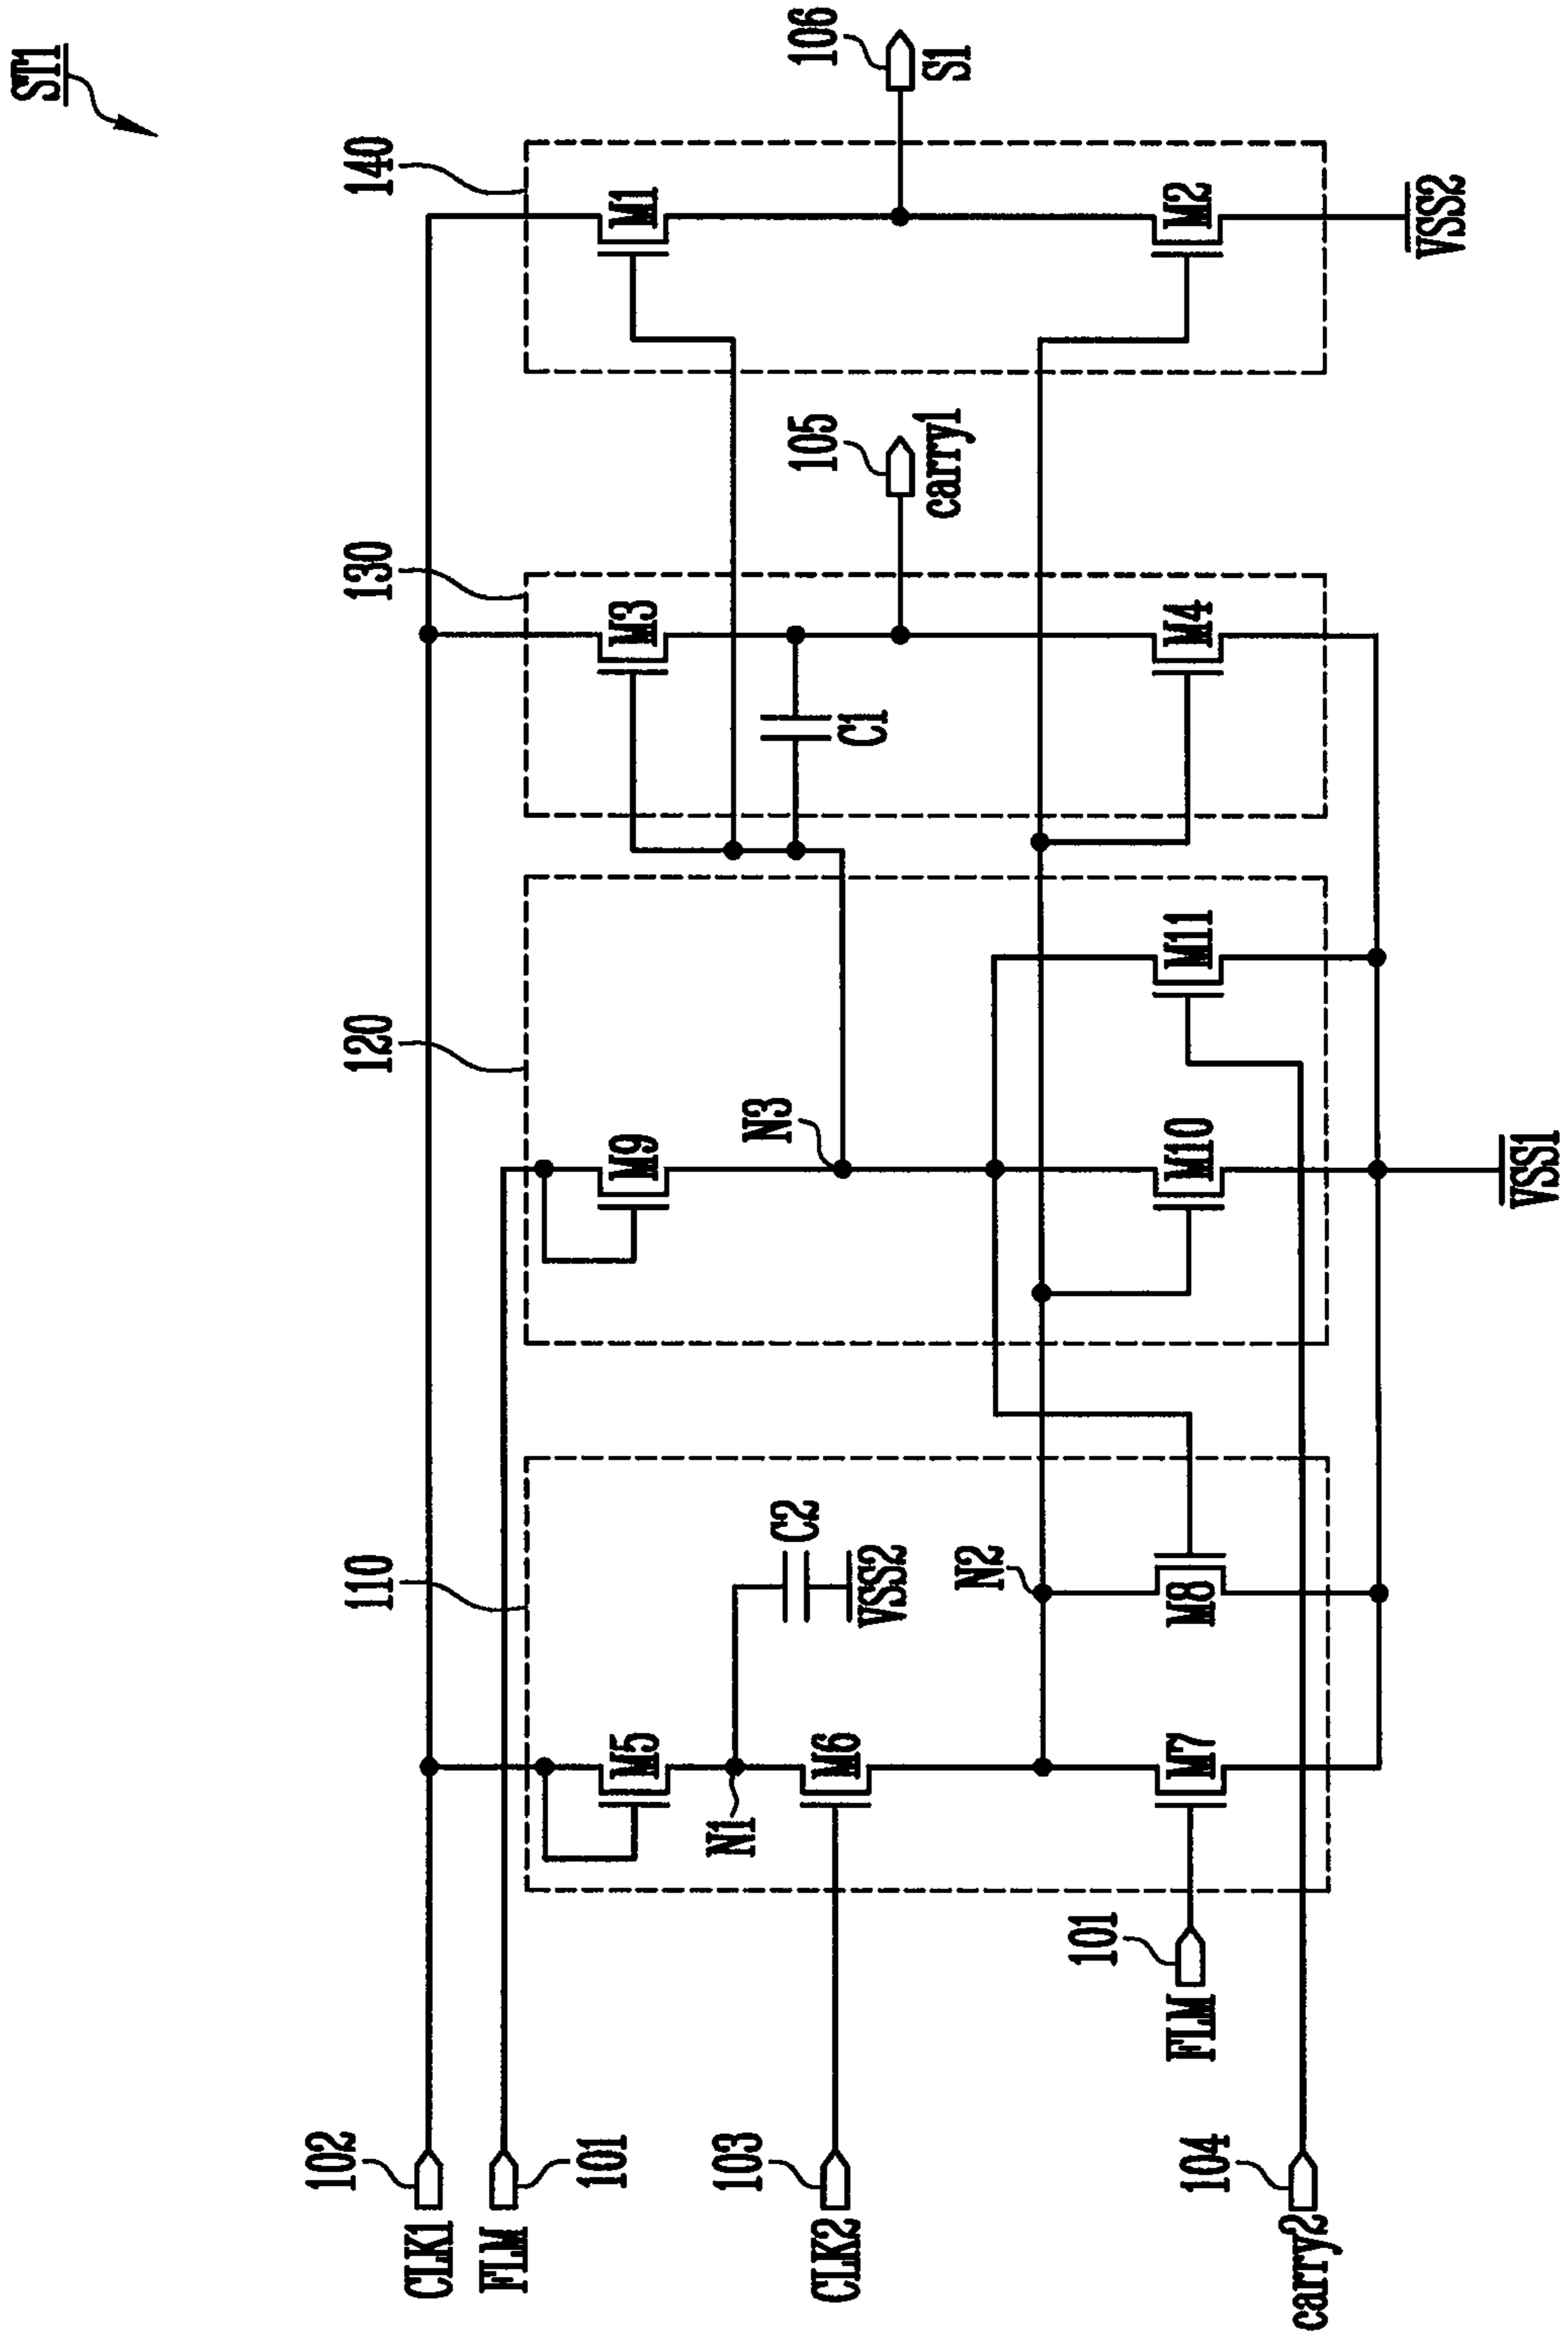 ST1
110
120
130
140
102
CLK1
101
FLM
103
CLK2
101
FLM
104
carry2
M5
N1
M6
C2
VSS2
N2
M7
M8
M9
N3
M10
M11
VSS1
M3
C1
M4
105
carry1
M1
M2
106
S1
VSS2